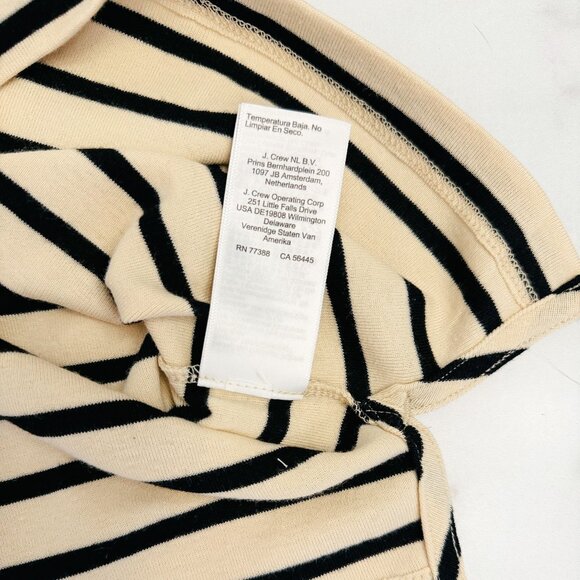 Temperatura Baja. No
Limpiar En Seco.
J. Crew NL B.V.
Prins Bernhardplein 200
1097 JB Amsterdam,
Netherlands
J. Crew Operating Corp
251 Little Falls Drive
USA DE19808 Wilmington
Delaware
Verenidge Staten Van
Amerika
RN 77388 CA 56445